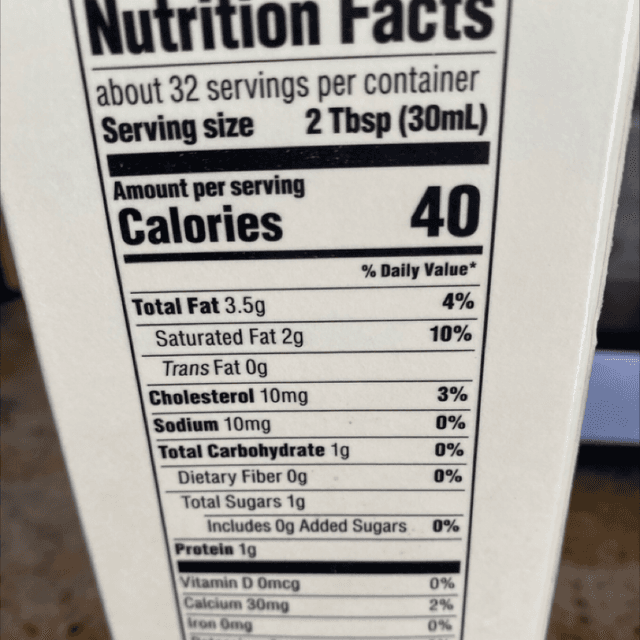 Nutrition Facts
about 32 servings per container
Serving size 2 Tbsp (30mL)
Amount per serving
Calories 40
% Daily Value*
Total Fat 3.5g 4%
Saturated Fat 2g 10%
Trans Fat 0g
Cholesterol 10mg 3%
Sodium 10mg 0%
Total Carbohydrate 1g 0%
Dietary Fiber 0g 0%
Total Sugars 1g
Includes 0g Added Sugars 0%
Protein 1g
Vitamin D 0mcg 0%
Calcium 30mg 2%
Iron 0mg 0%